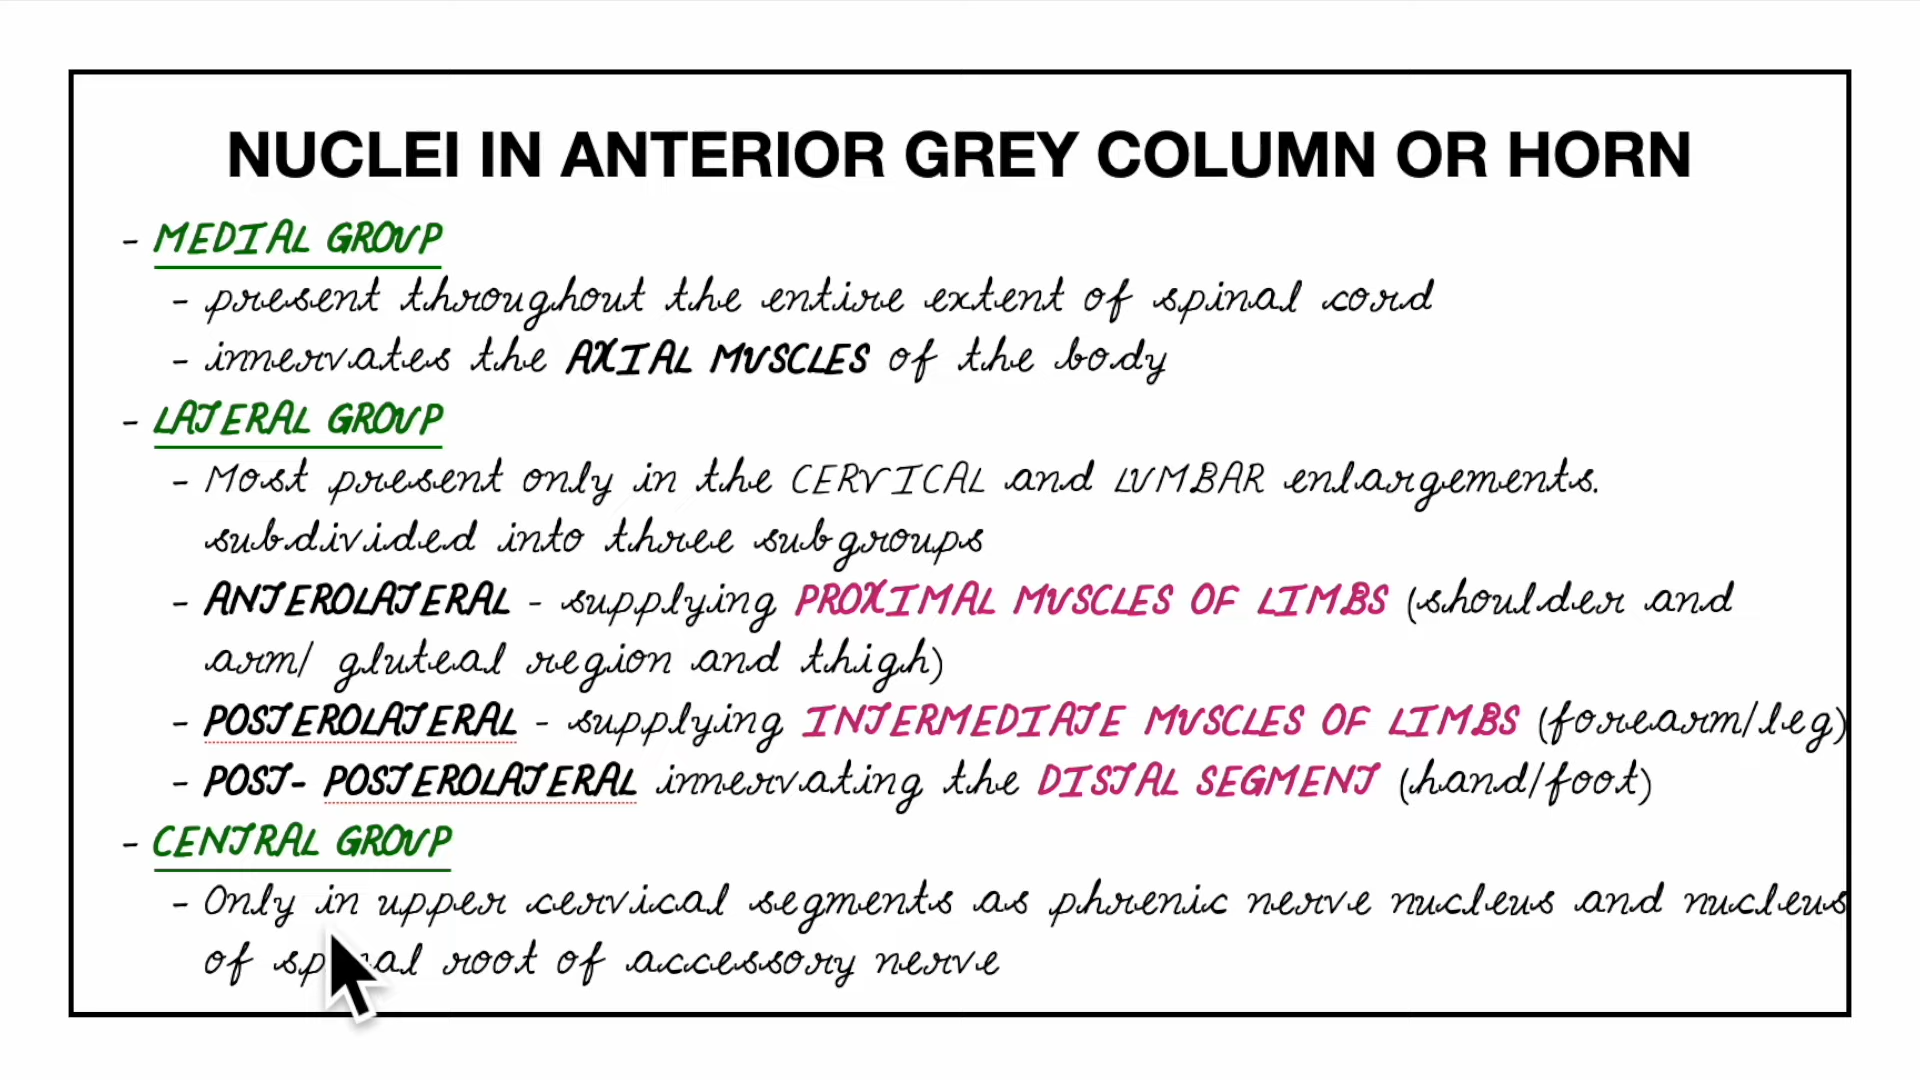 NUCLEI IN ANTERIOR GREY COLUMN OR HORN
- MEDIAL GROUP
- present throughout the entire extent of spinal cord
- innervates the AXIAL MUSCLES of the body
- LATERAL GROUP
- Most present only in the CERVICAL and LUMBAR enlargements.
subdivided into three subgroups
- ANTEROLATERAL - supplying PROXIMAL MUSCLES OF LIMBS (shoulder and
arm/ gluteal region and thigh)
- POSTEROLATERAL - supplying INTERMEDIATE MUSCLES OF LIMBS (forearm/leg)
- POST- POSTEROLATERAL innervating the DISTAL SEGMENT (hand/foot)
- CENTRAL GROUP
- Only in upper cervical segments as phrenic nerve nucleus and nucleus
of spinal root of accessory nerve